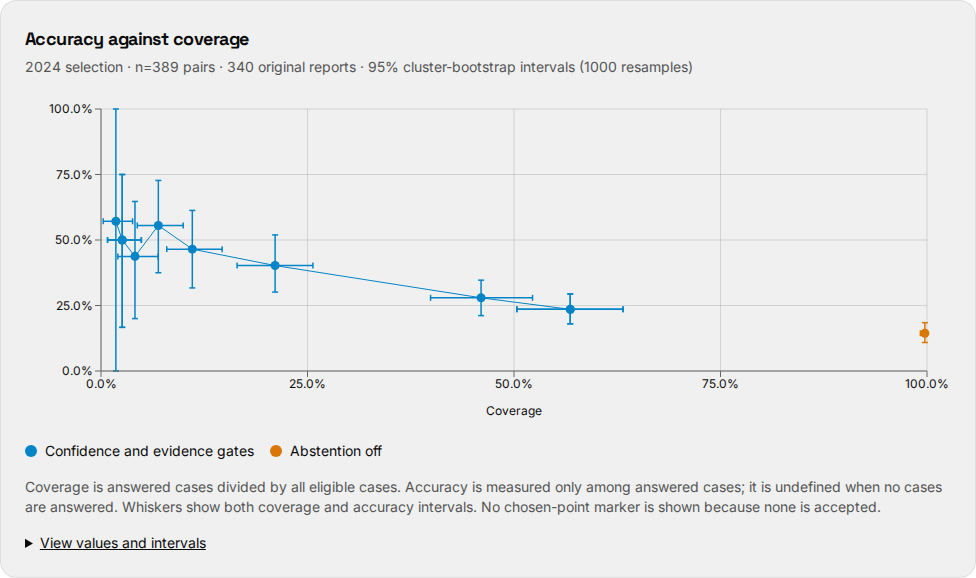 Accuracy against coverage
2024 selection · n=389 pairs · 340 original reports · 95% cluster-bootstrap intervals (1000 resamples)
100.0%
75.0%
50.0%
25.0%
0.0%
0.0% 25.0% 50.0% 75.0% 100.0%
Coverage
Confidence and evidence gates Abstention off
Coverage is answered cases divided by all eligible cases. Accuracy is measured only among answered cases; it is undefined when no cases
are answered. Whiskers show both coverage and accuracy intervals. No chosen-point marker is shown because none is accepted.
View values and intervals